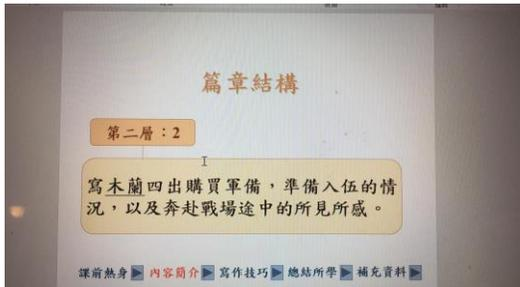 篇章結構
第二層：2
寫木蘭四出購買軍備，準備入伍的情
況，以及奔赴戰場途中的所見所感。
課前熱身 內容簡介 寫作技巧 總結所學 補充資料